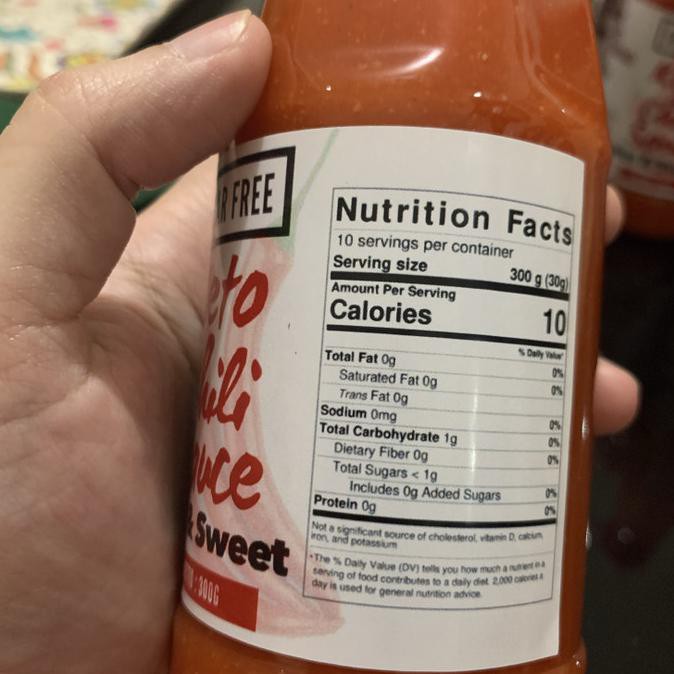 FREE
Nutrition Facts
10 servings per container
Serving size 300 g (30g)
Amount Per Serving
Calories 10
% Daily Value*
Total Fat 0g 0%
Saturated Fat 0g 0%
Trans Fat 0g
Sodium 0mg 0%
Total Carbohydrate 1g 0%
Dietary Fiber 0g 0%
Total Sugars < 1g
Includes 0g Added Sugars 0%
Protein 0g 0%
Not a significant source of cholesterol, vitamin D, calcium,
iron, and potassium
*The % Daily Value (DV) tells you how much a nutrient in a
serving of food contributes to a daily diet. 2,000 calories a
day is used for general nutrition advice.
& Sweet
: 300G